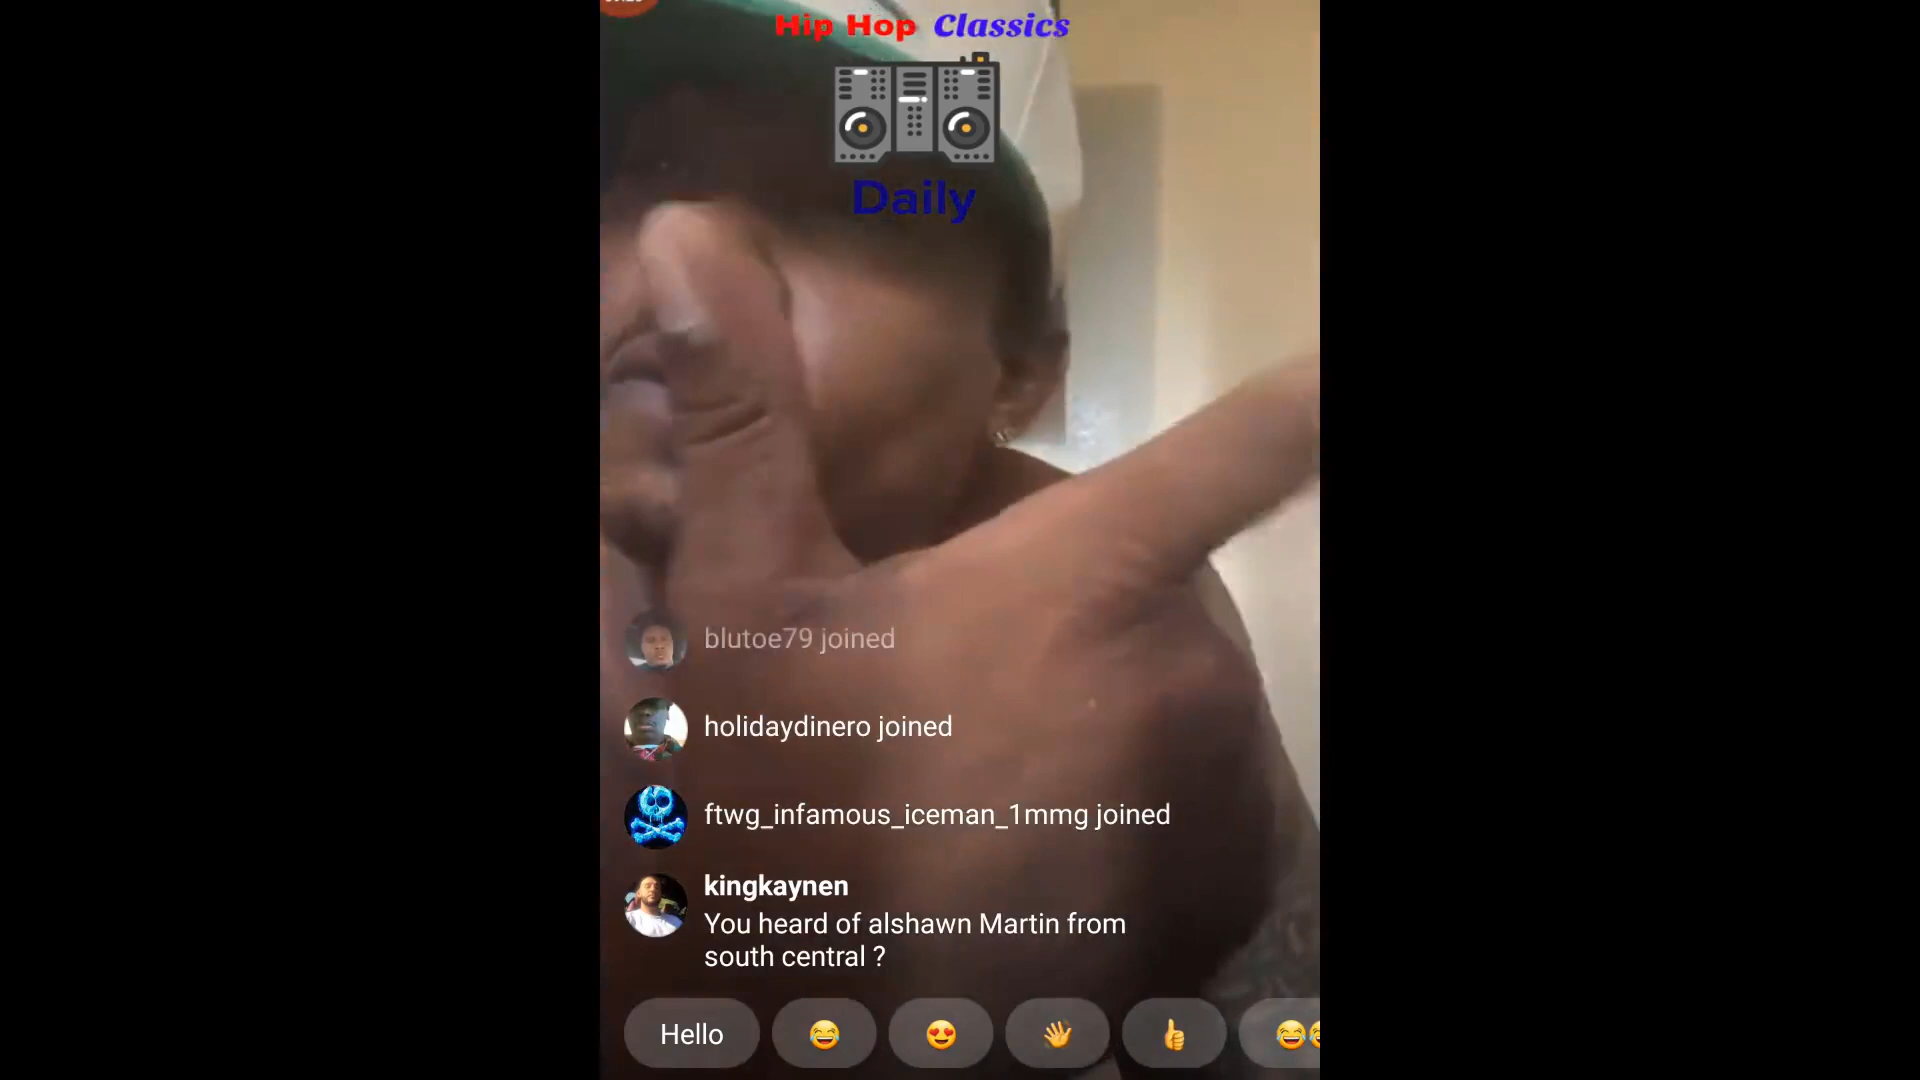 Hip Hop Classics
Daily
blutoe79 joined
holidaydinero joined
ftwg_infamous_iceman_1mmg joined
kingkaynen
You heard of alshawn Martin from
south central ?
Hello